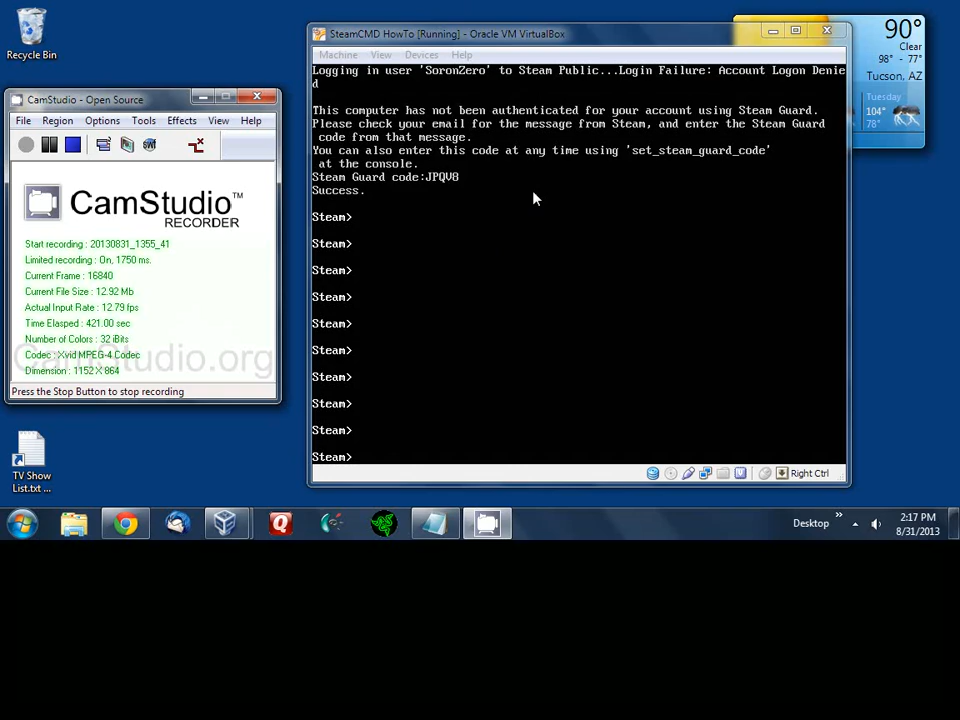 Recycle Bin
SteamCMD HowTo [Running] - Oracle VM VirtualBox
Machine View Devices Help
Logging in user 'SoronZero' to Steam Public...Login Failure: Account Logon Denie
d
This computer has not been authenticated for your account using Steam Guard.
Please check your email for the message from Steam, and enter the Steam Guard
code from that message.
You can also enter this code at any time using 'set_steam_guard_code'
at the console.
Steam Guard code:JPQV8
Success.
Steam>
Steam>
Steam>
Steam>
Steam>
Steam>
Steam>
Steam>
Steam>
Steam>
Right Ctrl
90°
Clear
98° - 77°
Tucson, AZ
Tuesday
104°
78°
CamStudio - Open Source
File Region Options Tools Effects View Help
CamStudio™
RECORDER
Start recording : 20130831_1355_41
Limited recording : On, 1750 ms.
Current Frame : 16840
Current File Size : 12.92 Mb
Actual Input Rate : 12.79 fps
Time Elasped : 421.00 sec
Number of Colors : 32 iBits
Codec : Xvid MPEG-4 Codec
Dimension : 1152 X 864
CamStudio.org
Press the Stop Button to stop recording
TV Show
List.txt ...
Desktop
2:17 PM
8/31/2013